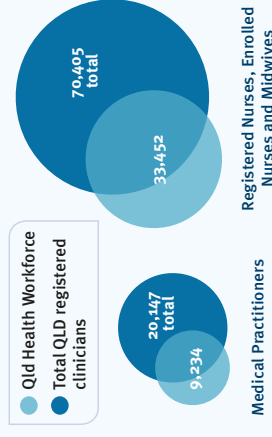 Qld Health Workforce
Total QLD registered
clinicians
20,147
total
9,234
Medical Practitioners
70,405
total
33,452
Registered Nurses, Enrolled
Nurses and Midwives